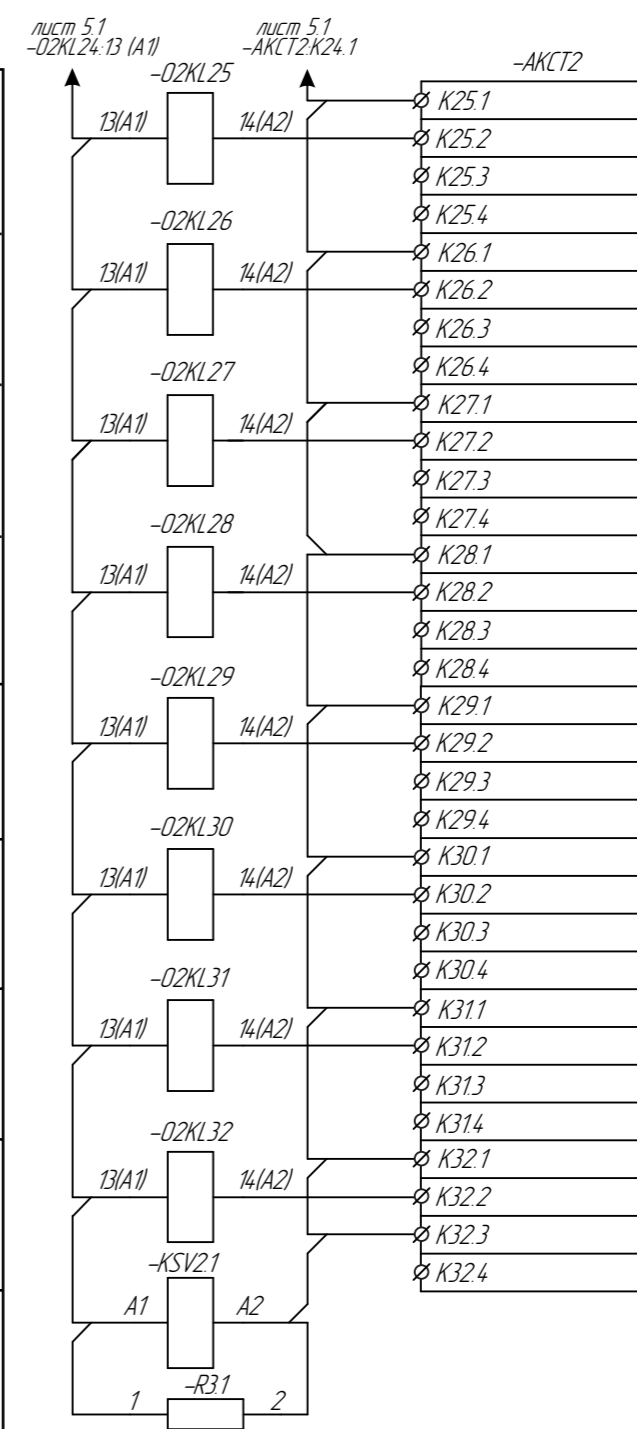 лист 5.1
-02KL24:13 (A1)
лист 5.1
-АКСТ2:К24.1
-АКСТ2
-02KL25
13(A1) 14(A2)
K25.1
K25.2
K25.3
K25.4
-02KL26
13(A1) 14(A2)
K26.1
K26.2
K26.3
K26.4
-02KL27
13(A1) 14(A2)
K27.1
K27.2
K27.3
K27.4
-02KL28
13(A1) 14(A2)
K28.1
K28.2
K28.3
K28.4
-02KL29
13(A1) 14(A2)
K29.1
K29.2
K29.3
K29.4
-02KL30
13(A1) 14(A2)
K30.1
K30.2
K30.3
K30.4
-02KL31
13(A1) 14(A2)
K31.1
K31.2
K31.3
K31.4
-02KL32
13(A1) 14(A2)
K32.1
K32.2
K32.3
K32.4
-KSV2.1
A1 A2
-R3.1
1 2